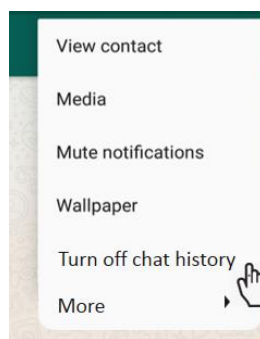 View contact
Media
Mute notifications
Wallpaper
Turn off chat history
More